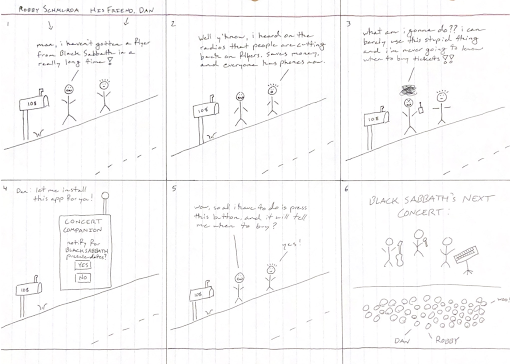 ROBBY SCHMURDA HIS FRIEND, DAN
1
man, i haven't gotten a flyer
from Black Sabbath in a
really long time!!
108
2
Well y'know, i heard on the
radios that people are cutting
back on flyers, saves money,
and everyone has phones now.
108
3
what am i gonna do?? i can
barely use this stupid thing
and i'm never going to know
when to buy tickets!!
108
4
Dan: let me install
this app for you!
CONCERT
COMPANION
notify for
BLACK SABBATH
presale dates?
YES
NO
5
wow, so all i have to do is press
this button, and it will tell
me when to buy?
yes!
108
6
BLACK SABBATH'S NEXT
CONCERT:
DAN
ROBBY